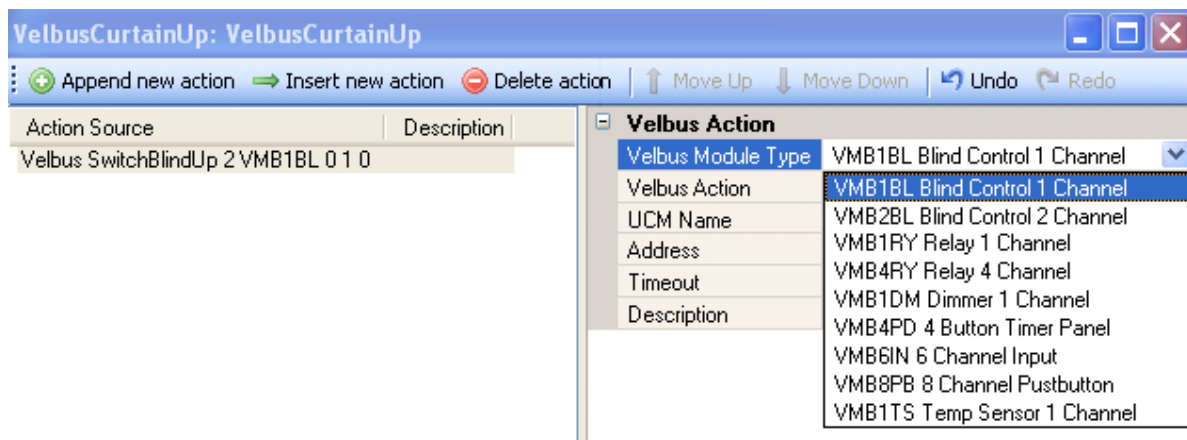 VelbusCurtainUp: VelbusCurtainUp
Append new action Insert new action Delete action Move Up Move Down Undo Redo
Action Source Description
Velbus SwitchBlindUp 2 VMB1BL 0 1 0
Velbus Action
Velbus Module Type VMB1BL Blind Control 1 Channel
Velbus Action
UCM Name
Address
Timeout
Description
VMB1BL Blind Control 1 Channel
VMB2BL Blind Control 2 Channel
VMB1RY Relay 1 Channel
VMB4RY Relay 4 Channel
VMB1DM Dimmer 1 Channel
VMB4PD 4 Button Timer Panel
VMB6IN 6 Channel Input
VMB8PB 8 Channel Pustbutton
VMB1TS Temp Sensor 1 Channel